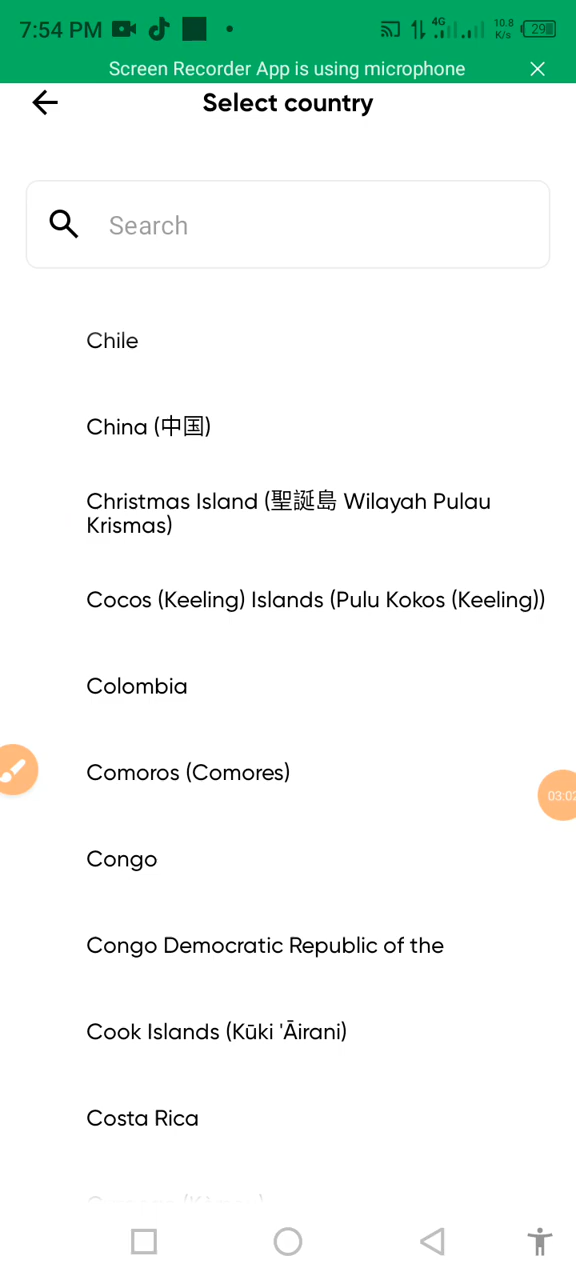 7:54 PM
4G
10.8
K/s
29
Screen Recorder App is using microphone
Select country
Search
Chile
China (中国)
Christmas Island (聖誕島 Wilayah Pulau
Krismas)
Cocos (Keeling) Islands (Pulu Kokos (Keeling))
Colombia
Comoros (Comores)
03:02
Congo
Congo Democratic Republic of the
Cook Islands (Kūki 'Āirani)
Costa Rica